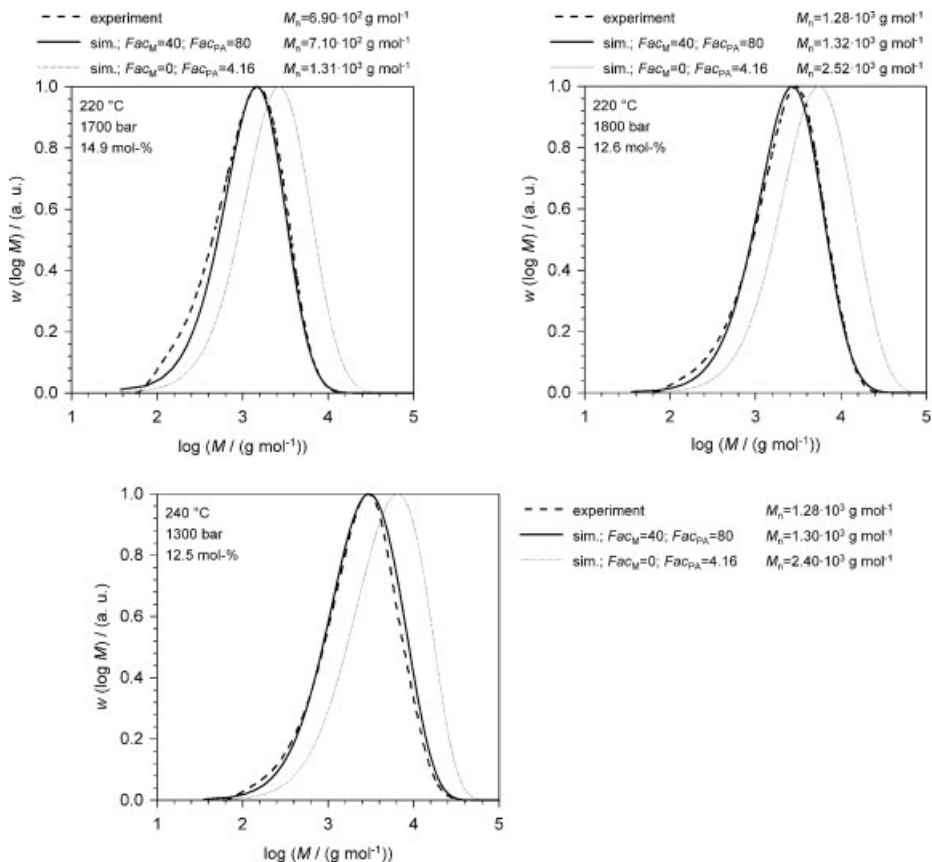 experiment Mn=6.90·10² g mol⁻¹
sim.; FacM=40; FacPA=80 Mn=7.10·10² g mol⁻¹
sim.; FacM=0; FacPA=4.16 Mn=1.31·10³ g mol⁻¹
1.0
0.8
0.6
0.4
0.2
0.0
w (log M) / (a. u.)
220 °C
1700 bar
14.9 mol-%
1 2 3 4 5
log (M / (g mol⁻¹))
experiment Mn=1.28·10³ g mol⁻¹
sim.; FacM=40; FacPA=80 Mn=1.32·10³ g mol⁻¹
sim.; FacM=0; FacPA=4.16 Mn=2.52·10³ g mol⁻¹
1.0
0.8
0.6
0.4
0.2
0.0
w (log M) / (a. u.)
220 °C
1800 bar
12.6 mol-%
1 2 3 4 5
log (M / (g mol⁻¹))
1.0
0.8
0.6
0.4
0.2
0.0
w (log M) / (a. u.)
240 °C
1300 bar
12.5 mol-%
1 2 3 4 5
log (M / (g mol⁻¹))
experiment Mn=1.28·10³ g mol⁻¹
sim.; FacM=40; FacPA=80 Mn=1.30·10³ g mol⁻¹
sim.; FacM=0; FacPA=4.16 Mn=2.40·10³ g mol⁻¹